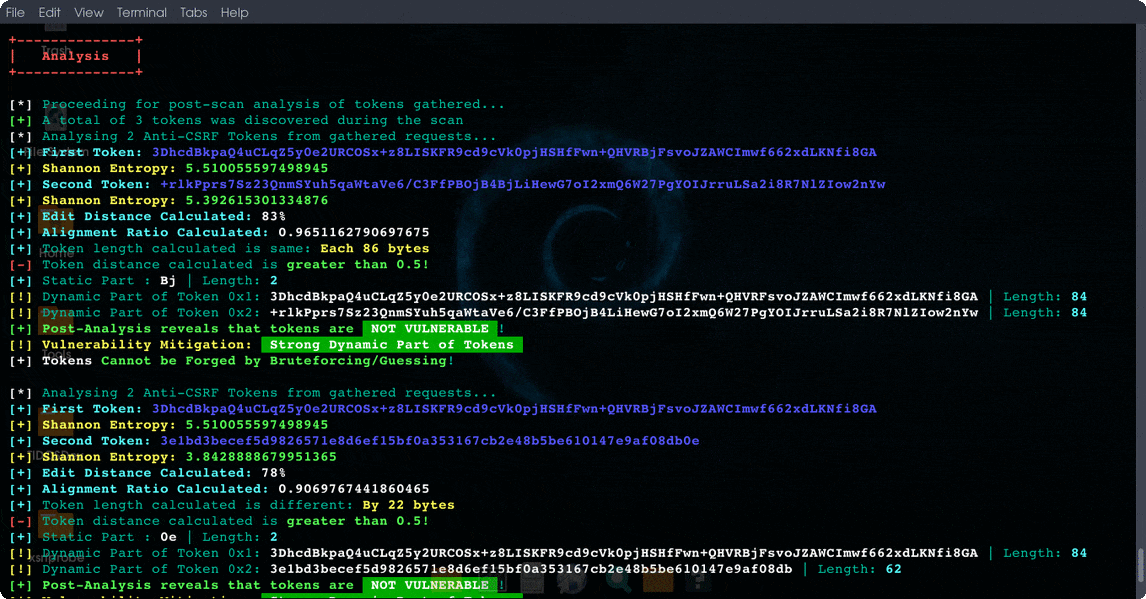 File Edit View Terminal Tabs Help
+--------------+
| Analysis |
+--------------+
[*] Proceeding for post-scan analysis of tokens gathered...
[+] A total of 3 tokens was discovered during the scan
[*] Analysing 2 Anti-CSRF Tokens from gathered requests...
[+] First Token: 3DhcdBkpaQ4uCLqZ5y0e2URCOSx+z8LISKFR9cd9cVk0pjHSHfFwn+QHVRBjFsvoJZAWCImwf662xdLKNfi8GA
[+] Shannon Entropy: 5.510055597498945
[+] Second Token: +rlkPprs7Sz23QnmSYuh5qaWtaVe6/C3FfPBOjB4BjLiHewG7oI2xmQ6W27PgYOIJrruLSa2i8R7NlZIow2nYw
[+] Shannon Entropy: 5.392615301334876
[+] Edit Distance Calculated: 83%
[+] Alignment Ratio Calculated: 0.9651162790697675
[+] Token length calculated is same: Each 86 bytes
[-] Token distance calculated is greater than 0.5!
[+] Static Part : Bj | Length: 2
[!] Dynamic Part of Token 0x1: 3DhcdBkpaQ4uCLqZ5y0e2URCOSx+z8LISKFR9cd9cVk0pjHSHfFwn+QHVRFsvoJZAWCImwf662xdLKNfi8GA | Length: 84
[!] Dynamic Part of Token 0x2: +rlkPprs7Sz23QnmSYuh5qaWtaVe6/C3FfPBOjB4LiHewG7oI2xmQ6W27PgYOIJrruLSa2i8R7NlZIow2nYw | Length: 84
[+] Post-Analysis reveals that tokens are NOT VULNERABLE !
[!] Vulnerability Mitigation: Strong Dynamic Part of Tokens
[+] Tokens Cannot be Forged by Bruteforcing/Guessing!
[*] Analysing 2 Anti-CSRF Tokens from gathered requests...
[+] First Token: 3DhcdBkpaQ4uCLqZ5y0e2URCOSx+z8LISKFR9cd9cVk0pjHSHfFwn+QHVRBjFsvoJZAWCImwf662xdLKNfi8GA
[+] Shannon Entropy: 5.510055597498945
[+] Second Token: 3e1bd3becef5d9826571e8d6ef15bf0a353167cb2e48b5be610147e9af08db0e
[+] Shannon Entropy: 3.8428888679951365
[+] Edit Distance Calculated: 78%
[+] Alignment Ratio Calculated: 0.9069767441860465
[+] Token length calculated is different: By 22 bytes
[-] Token distance calculated is greater than 0.5!
[+] Static Part : 0e | Length: 2
[!] Dynamic Part of Token 0x1: 3DhcdBkpaQ4uCLqZ5y2URCOSx+z8LISKFR9cd9cVk0pjHSHfFwn+QHVRBjFsvoJZAWCImwf662xdLKNfi8GA | Length: 84
[!] Dynamic Part of Token 0x2: 3e1bd3becef5d9826571e8d6ef15bf0a353167cb2e48b5be610147e9af08db | Length: 62
[+] Post-Analysis reveals that tokens are NOT VULNERABLE !
Trash
Home
Tools